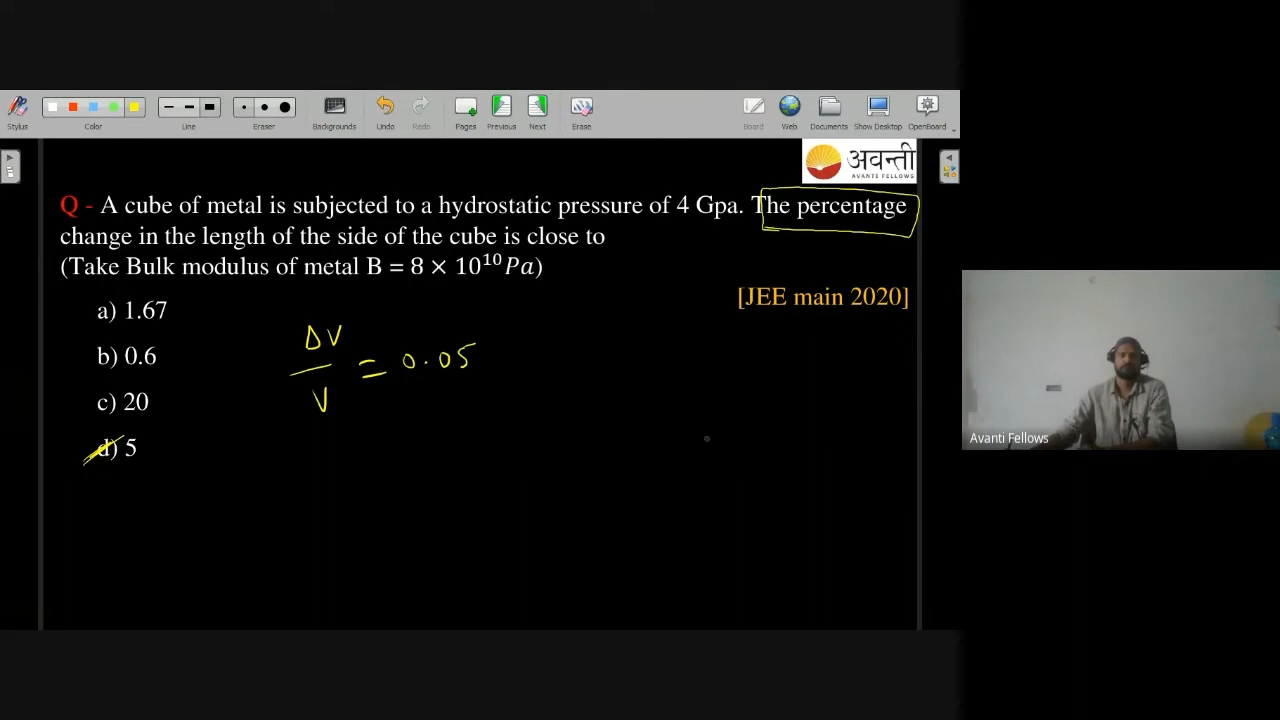 Stylus
Color
Line
Eraser
Backgrounds
Undo
Redo
Pages
Previous
Next
Erase
Board
Web
Documents
Show Desktop
OpenBoard
अवन्ती
AVANTI FELLOWS
Q - A cube of metal is subjected to a hydrostatic pressure of 4 Gpa. The percentage
change in the length of the side of the cube is close to
(Take Bulk modulus of metal B = 8 × 10¹⁰ Pa)
[JEE main 2020]
a) 1.67
b) 0.6
c) 20
d) 5
ΔV
/V = 0.05
Avanti Fellows